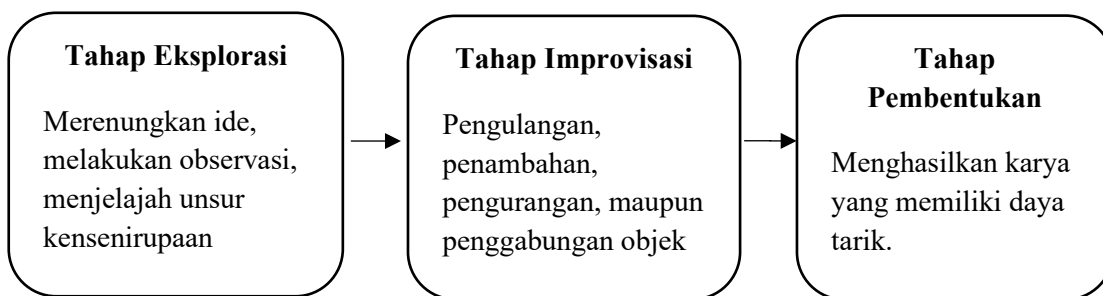 Tahap Eksplorasi
Merenungkan ide,
melakukan observasi,
menjelajah unsur
kensenirupaan
Tahap Improvisasi
Pengulangan,
penambahan,
pengurangan, maupun
penggabungan objek
Tahap
Pembentukan
Menghasilkan karya
yang memiliki daya
tarik.